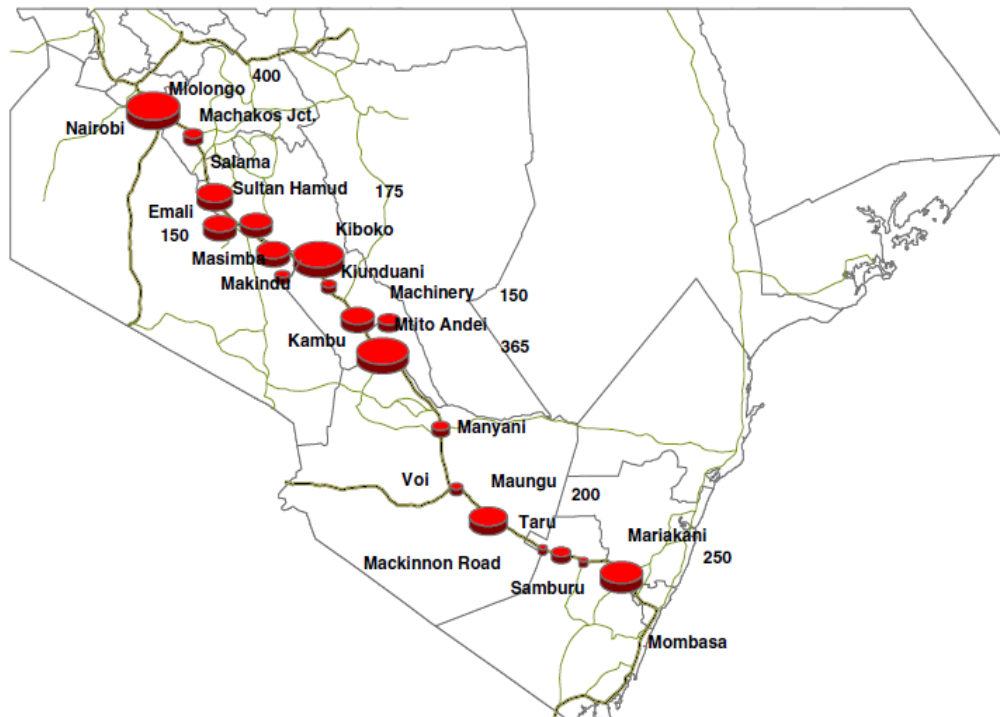 400
Mlolongo
Machakos Jct.
Nairobi
Salama
Sultan Hamud
175
Emali
150
Kiboko
Masimba
Kiunduani
Makindu
Machinery
150
Mtito Andei
Kambu
365
Manyani
Voi
Maungu
200
Taru
Mariakani
250
Mackinnon Road
Samburu
Mombasa